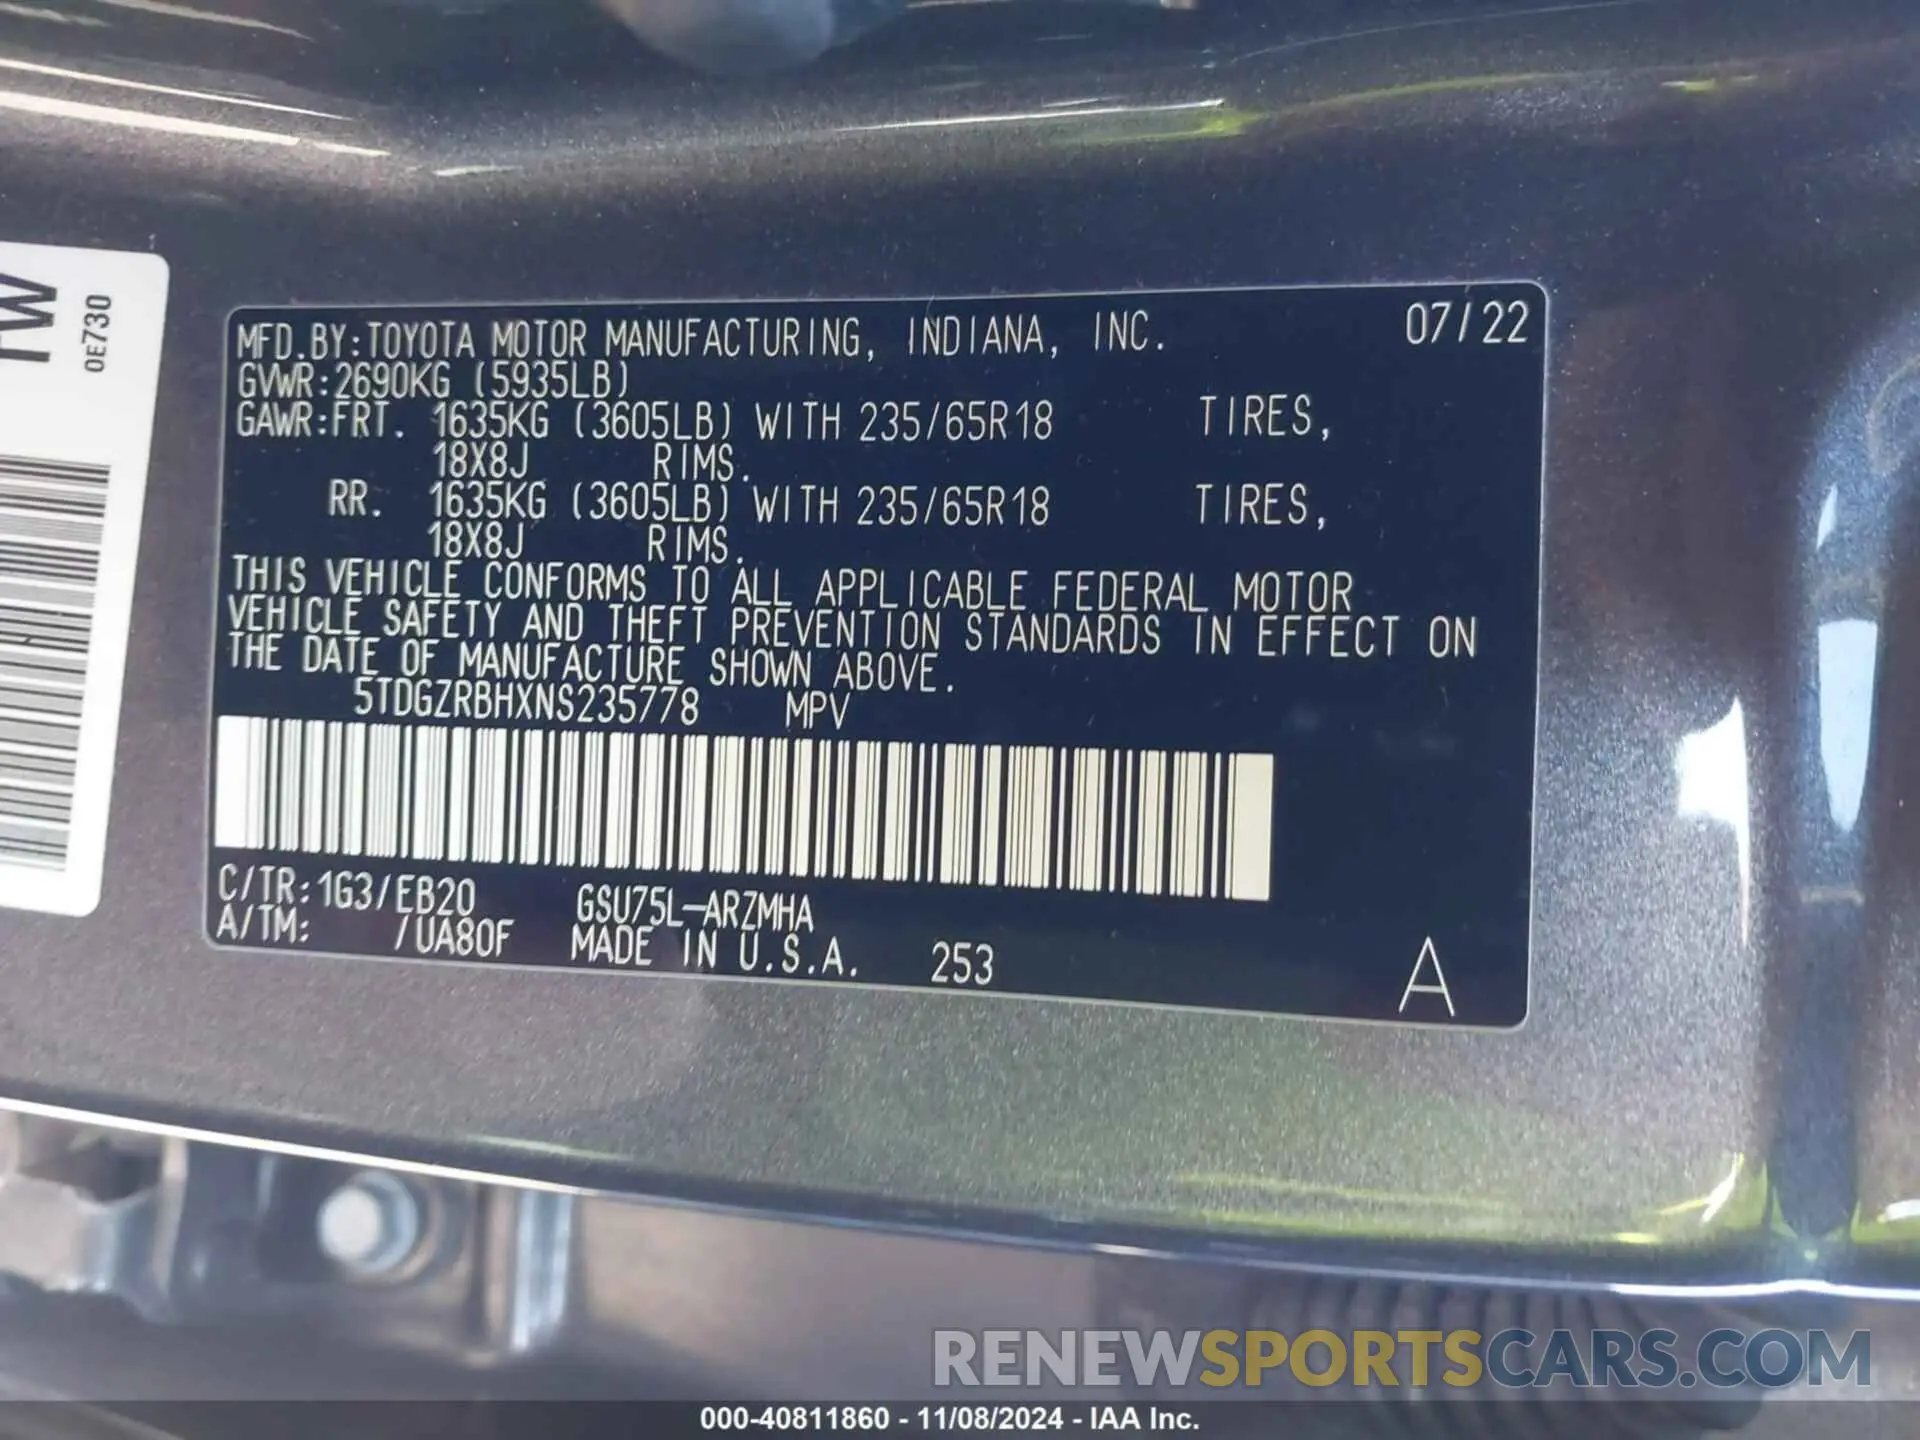 TW
0E730
MFD.BY:TOYOTA MOTOR MANUFACTURING, INDIANA, INC. 07/22
GVWR:2690KG (5935LB)
GAWR:FRT. 1635KG (3605LB) WITH 235/65R18 TIRES,
18X8J RIMS.
RR. 1635KG (3605LB) WITH 235/65R18 TIRES,
18X8J RIMS.
THIS VEHICLE CONFORMS TO ALL APPLICABLE FEDERAL MOTOR
VEHICLE SAFETY AND THEFT PREVENTION STANDARDS IN EFFECT ON
THE DATE OF MANUFACTURE SHOWN ABOVE.
5TDGZRBHXNS235778 MPV
C/TR:1G3/EB20 GSU75L-ARZMHA
A/TM: /UA80F MADE IN U.S.A. 253 A
RENEWSPORTSCARS.COM
000-40811860 - 11/08/2024 - IAA Inc.